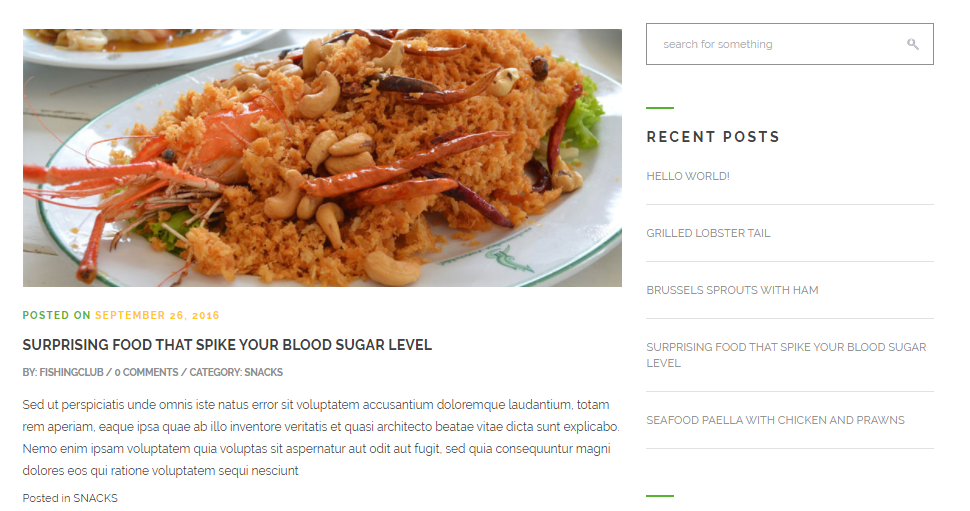 POSTED ON SEPTEMBER 26, 2016
SURPRISING FOOD THAT SPIKE YOUR BLOOD SUGAR LEVEL
BY: FISHINGCLUB / 0 COMMENTS / CATEGORY: SNACKS
Sed ut perspiciatis unde omnis iste natus error sit voluptatem accusantium doloremque laudantium, totam
rem aperiam, eaque ipsa quae ab illo inventore veritatis et quasi architecto beatae vitae dicta sunt explicabo.
Nemo enim ipsam voluptatem quia voluptas sit aspernatur aut odit aut fugit, sed quia consequuntur magni
dolores eos qui ratione voluptatem sequi nesciunt
Posted in SNACKS
search for something
RECENT POSTS
HELLO WORLD!
GRILLED LOBSTER TAIL
BRUSSELS SPROUTS WITH HAM
SURPRISING FOOD THAT SPIKE YOUR BLOOD SUGAR
LEVEL
SEAFOOD PAELLA WITH CHICKEN AND PRAWNS